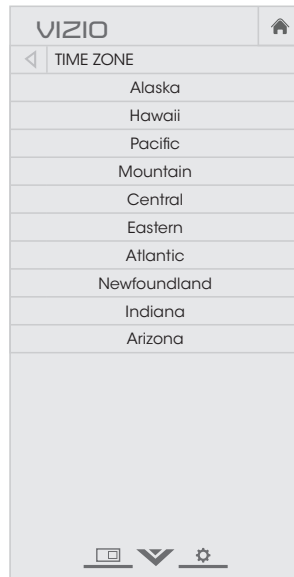 VIZIO
TIME ZONE
Alaska
Hawaii
Pacific
Mountain
Central
Eastern
Atlantic
Newfoundland
Indiana
Arizona